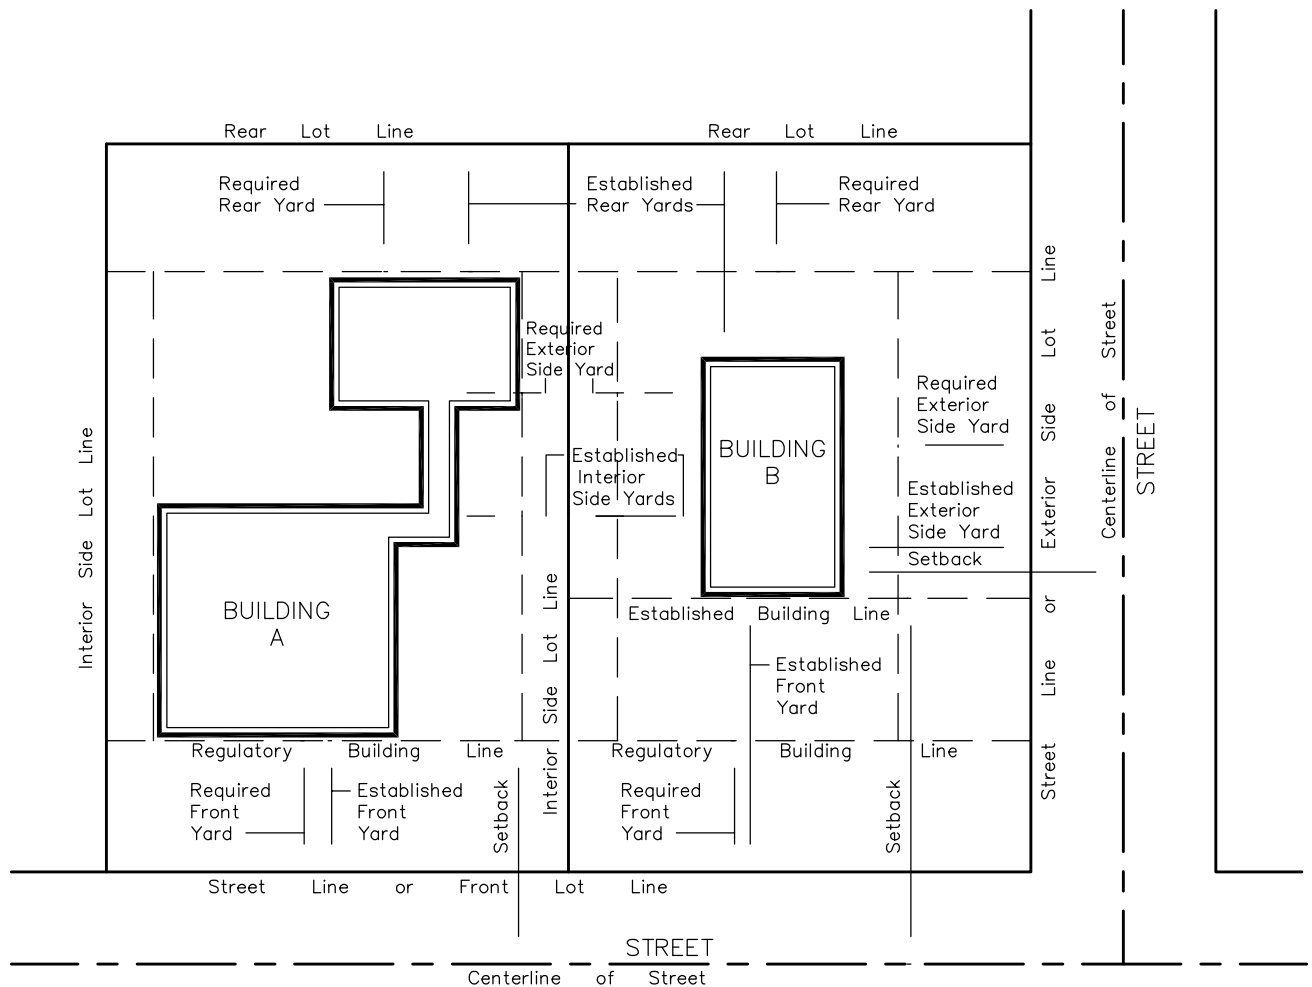 Rear Lot Line
Rear Lot Line
Required
Rear Yard
Established
Rear Yards
Required
Rear Yard
Required
Exterior
Side Yard
Required
Exterior
Side Yard
BUILDING
B
Established
Interior
Side Yards
Established
Exterior
Side Yard
Setback
BUILDING
A
Established Building Line
Established
Front
Yard
Interior Side Lot Line
Interior Side Lot Line
Street Line or Exterior Side Lot Line
Centerline of Street
STREET
Regulatory Building Line
Regulatory Building Line
Required
Front
Yard
Established
Front
Yard
Setback
Required
Front
Yard
Setback
Street Line or Front Lot Line
STREET
Centerline of Street